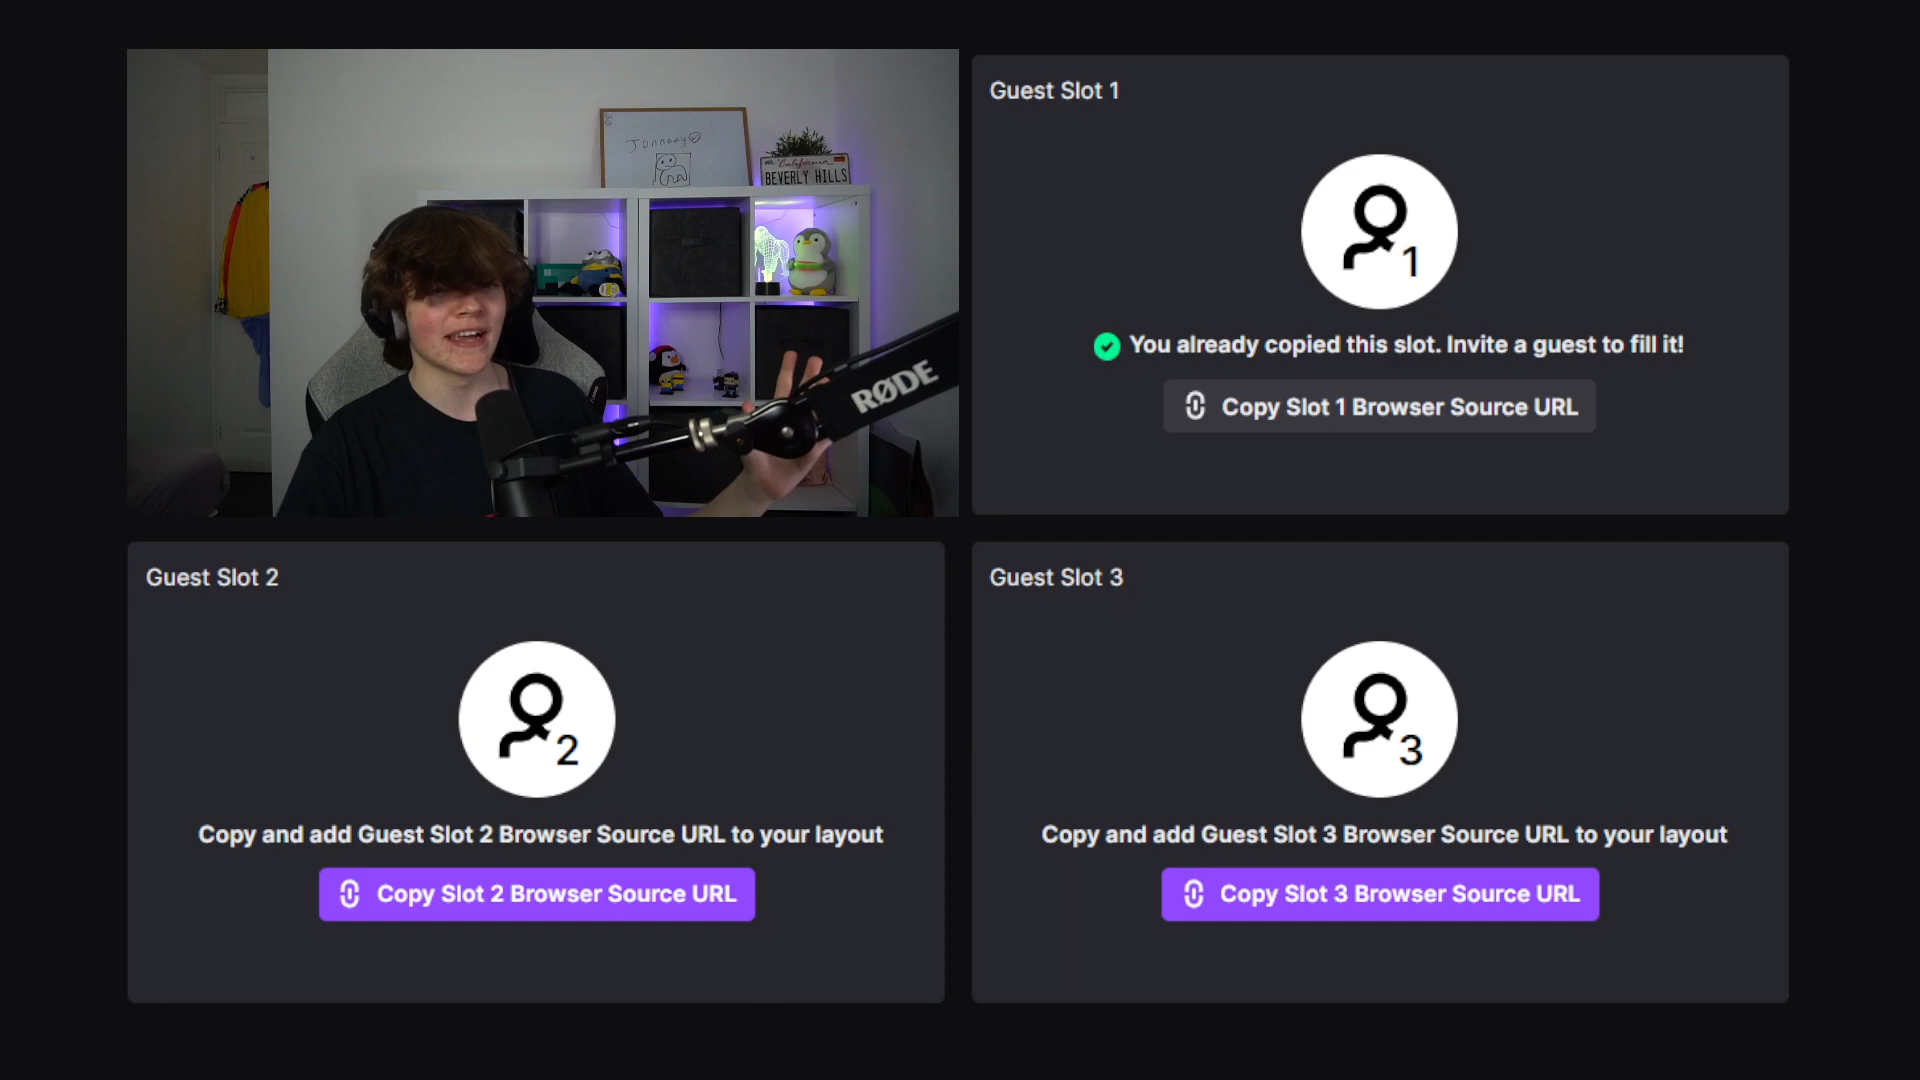 Jonnaay
California
BEVERLY HILLS
RØDE
Guest Slot 1
1
You already copied this slot. Invite a guest to fill it!
Copy Slot 1 Browser Source URL
Guest Slot 2
2
Copy and add Guest Slot 2 Browser Source URL to your layout
Copy Slot 2 Browser Source URL
Guest Slot 3
3
Copy and add Guest Slot 3 Browser Source URL to your layout
Copy Slot 3 Browser Source URL